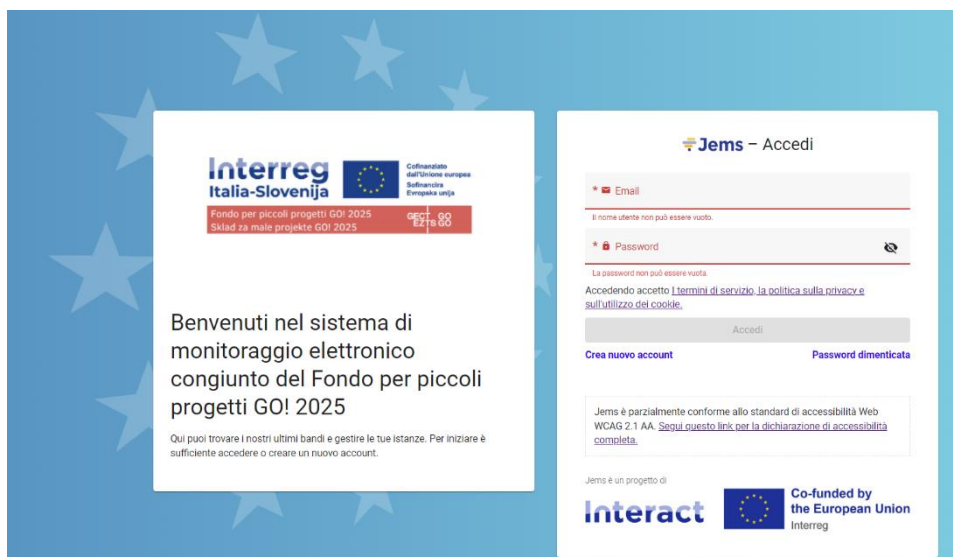 Interreg
Italia-Slovenija
Cofinanziato
dall'Unione europea
Sofinancira
Evropska unija
Fondo per piccoli progetti GO! 2025
Sklad za male projekte GO! 2025
GECT GO
EZTS GO
Benvenuti nel sistema di
monitoraggio elettronico
congiunto del Fondo per piccoli
progetti GO! 2025
Qui puoi trovare i nostri ultimi bandi e gestire le tue istanze. Per iniziare è
sufficiente accedere o creare un nuovo account.
Jems – Accedi
* Email
Il nome utente non può essere vuoto.
* Password
La password non può essere vuota.
Accedendo accetto I termini di servizio, la politica sulla privacy e
sull'utilizzo dei cookie.
Accedi
Crea nuovo account
Password dimenticata
Jems è parzialmente conforme allo standard di accessibilità Web
WCAG 2.1 AA. Segui questo link per la dichiarazione di accessibilità
completa.
Jems è un progetto di
Interact
Co-funded by
the European Union
Interreg